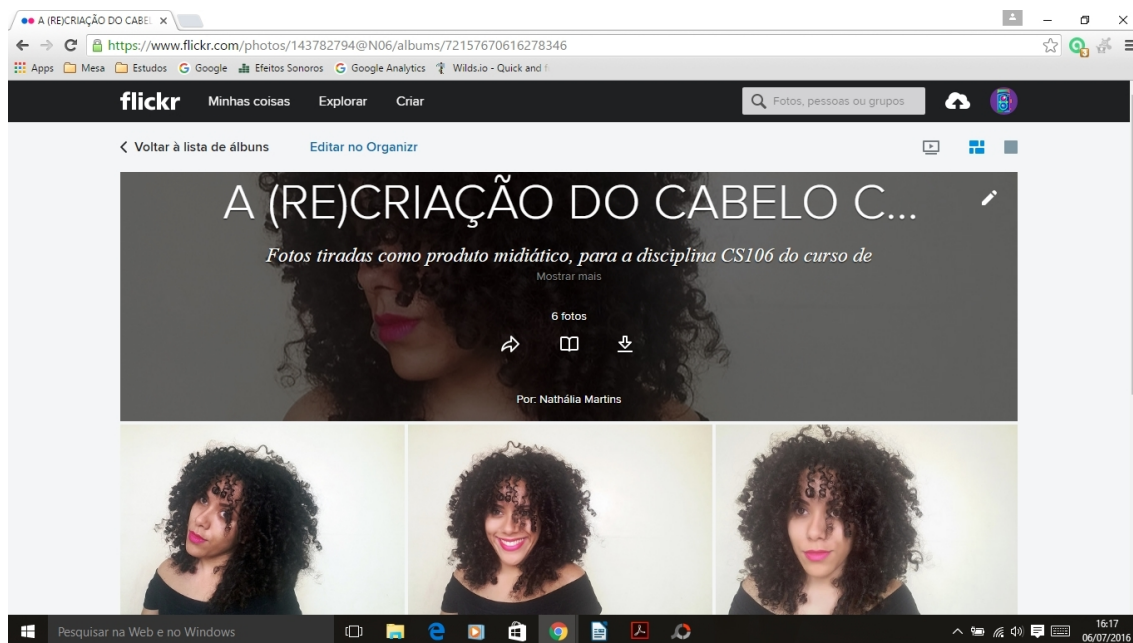 A (RE)CRIAÇÃO DO CABEL
https://www.flickr.com/photos/143782794@N06/albums/72157670616278346
Apps Mesa Estudos Google Efeitos Sonoros Google Analytics Wilds.io - Quick and f
flickr Minhas coisas Explorar Criar Fotos, pessoas ou grupos
Voltar à lista de álbuns Editar no Organizr
A (RE)CRIAÇÃO DO CABELO C...
Fotos tiradas como produto midiático, para a disciplina CS106 do curso de
Mostrar mais
6 fotos
Por: Nathália Martins
Pesquisar na Web e no Windows
16:17
06/07/2016